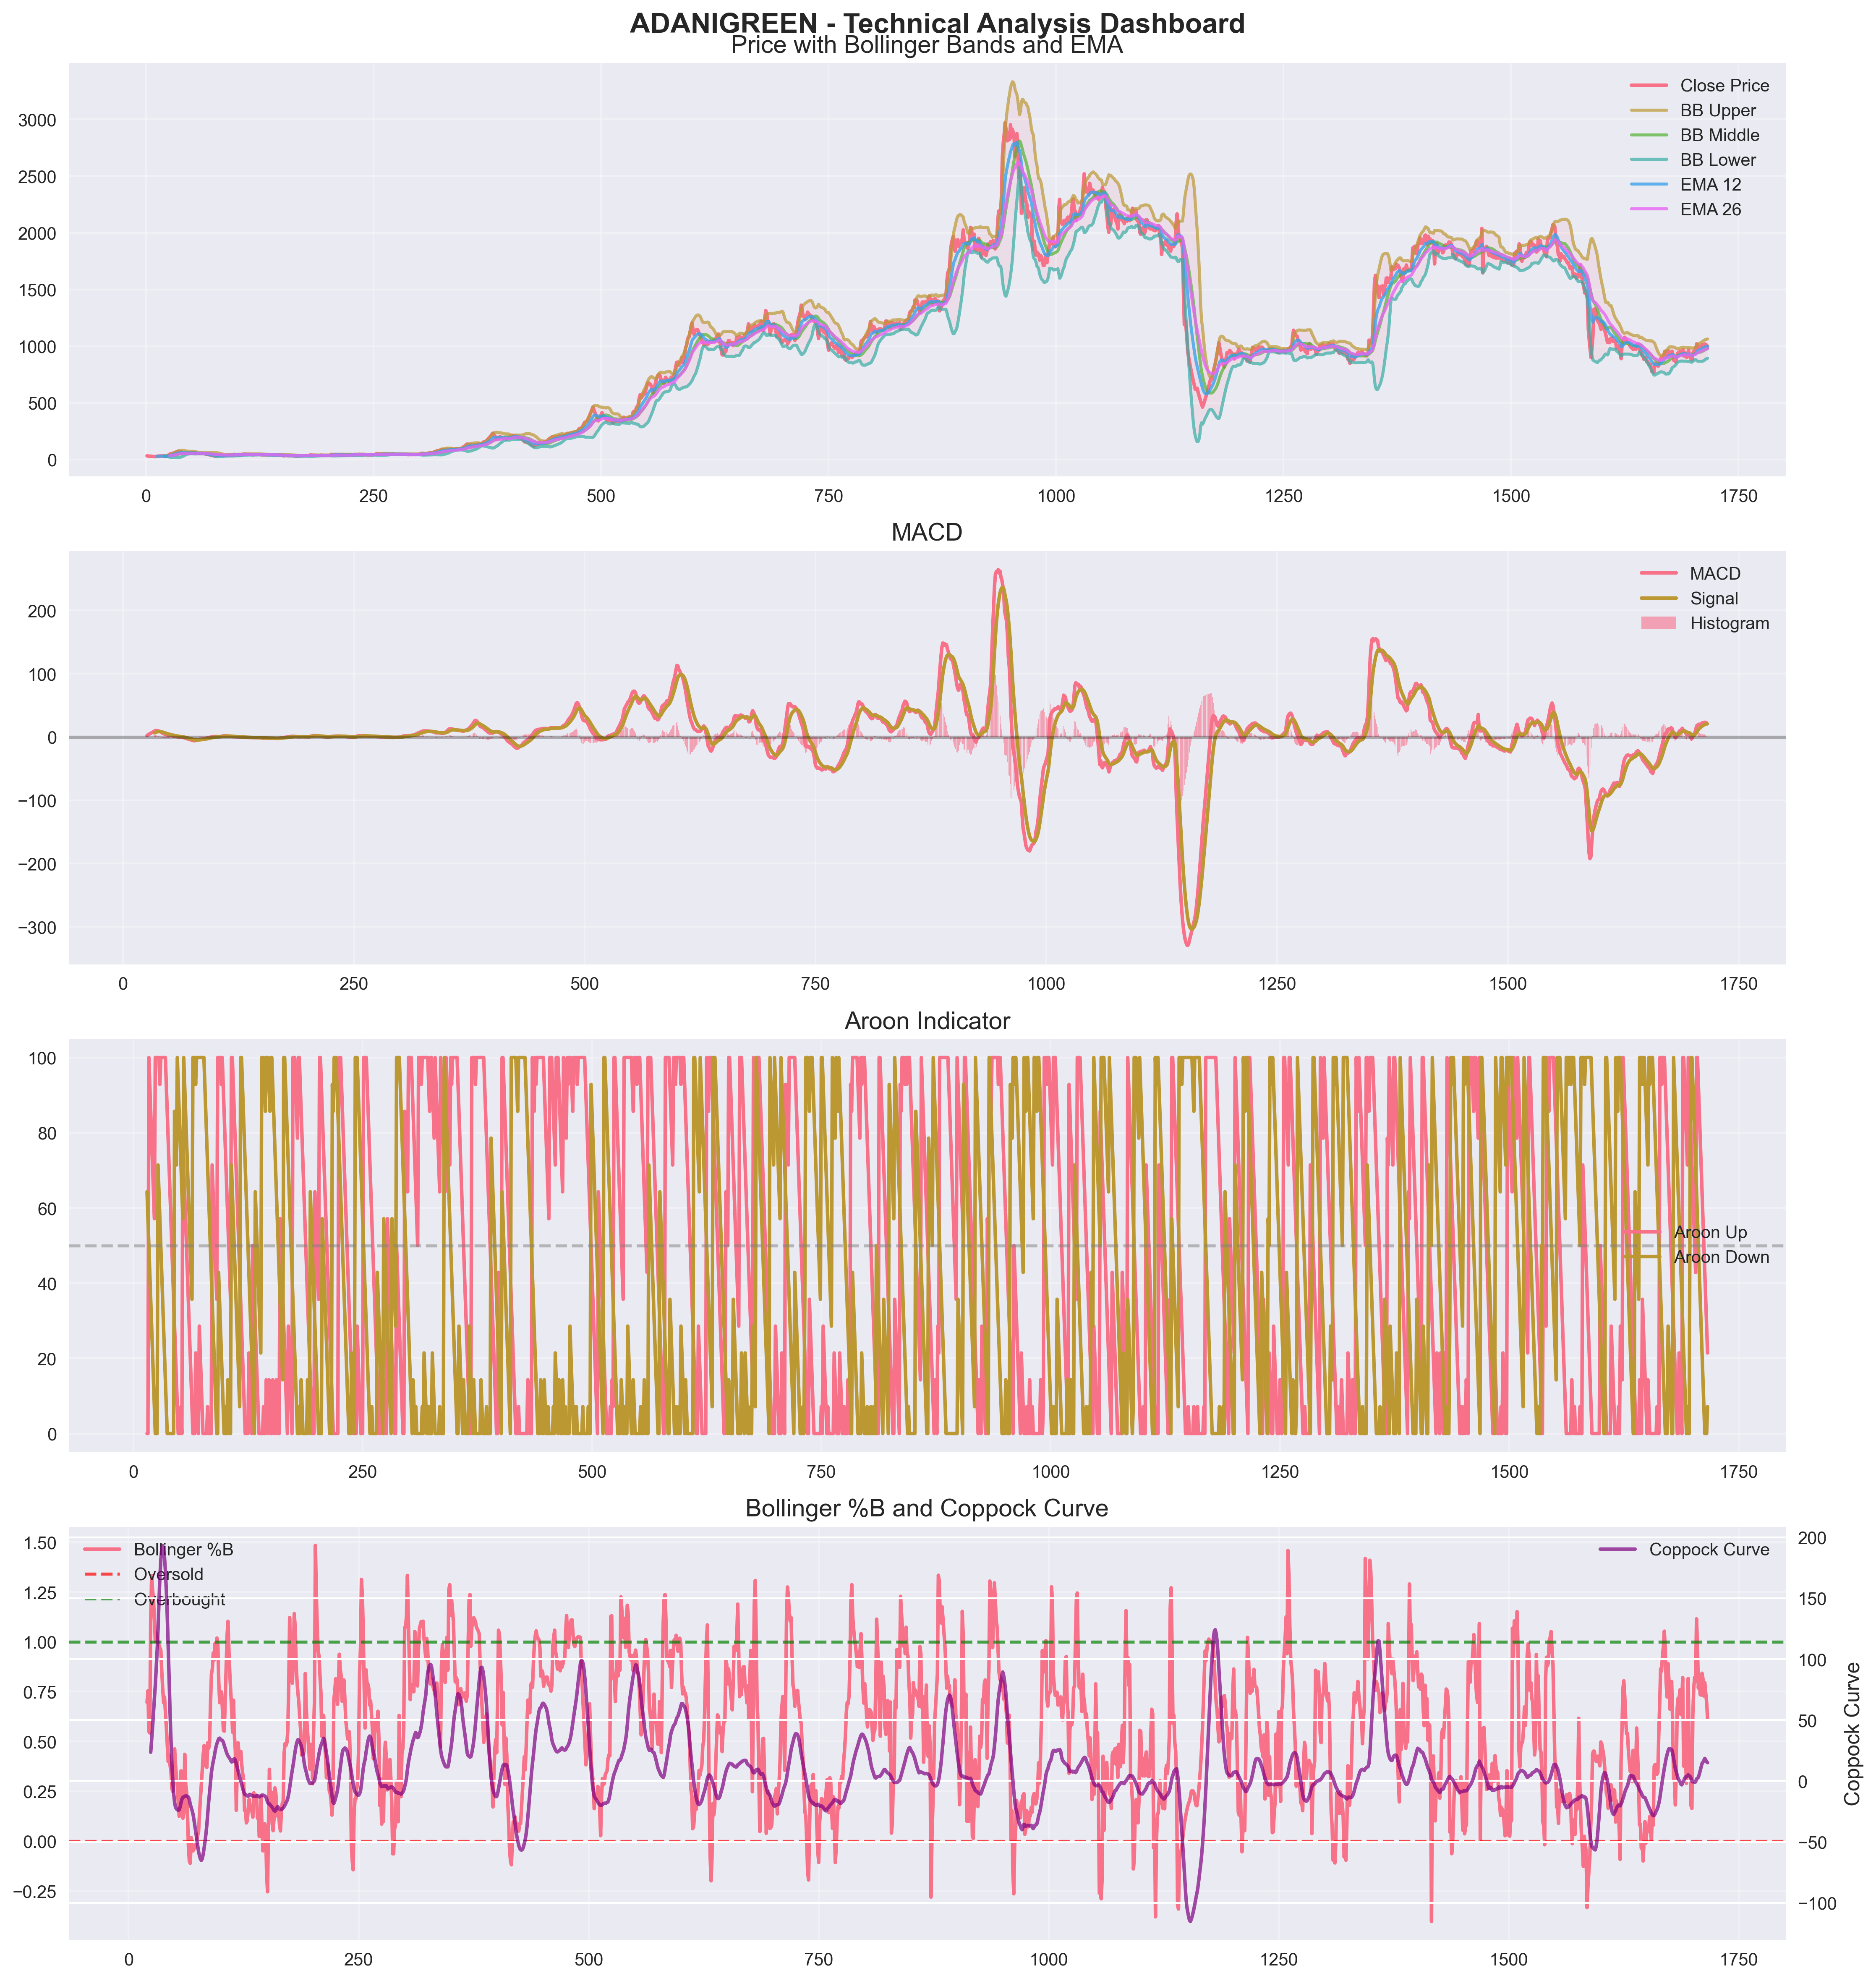 ADANIGREEN - Technical Analysis Dashboard
Price with Bollinger Bands and EMA
Close Price
BB Upper
BB Middle
BB Lower
EMA 12
EMA 26
3000
2500
2000
1500
1000
500
0
0 250 500 750 1000 1250 1500 1750
MACD
MACD
Signal
Histogram
200
100
0
−100
−200
−300
0 250 500 750 1000 1250 1500 1750
Aroon Indicator
100
80
60
40
20
0
Aroon Up
Aroon Down
0 250 500 750 1000 1250 1500 1750
Bollinger %B and Coppock Curve
Bollinger %B
Oversold
Overbought
Coppock Curve
1.50
1.25
1.00
0.75
0.50
0.25
0.00
−0.25
200
150
100
50
0
−50
−100
Coppock Curve
0 250 500 750 1000 1250 1500 1750